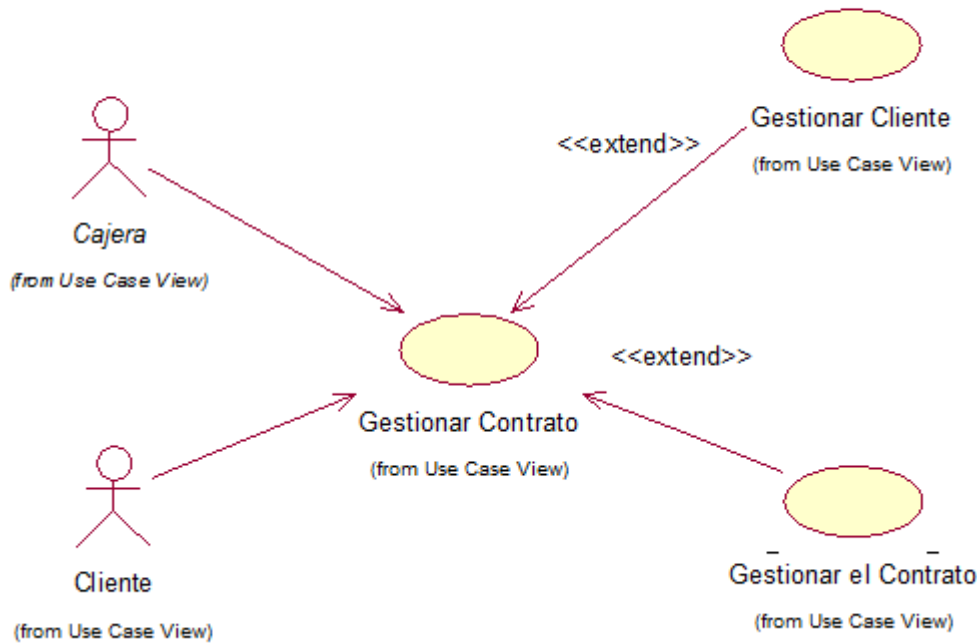 Gestionar Cliente
(from Use Case View)
<<extend>>
Cajera
(from Use Case View)
<<extend>>
Gestionar Contrato
(from Use Case View)
Cliente
(from Use Case View)
Gestionar el Contrato
(from Use Case View)